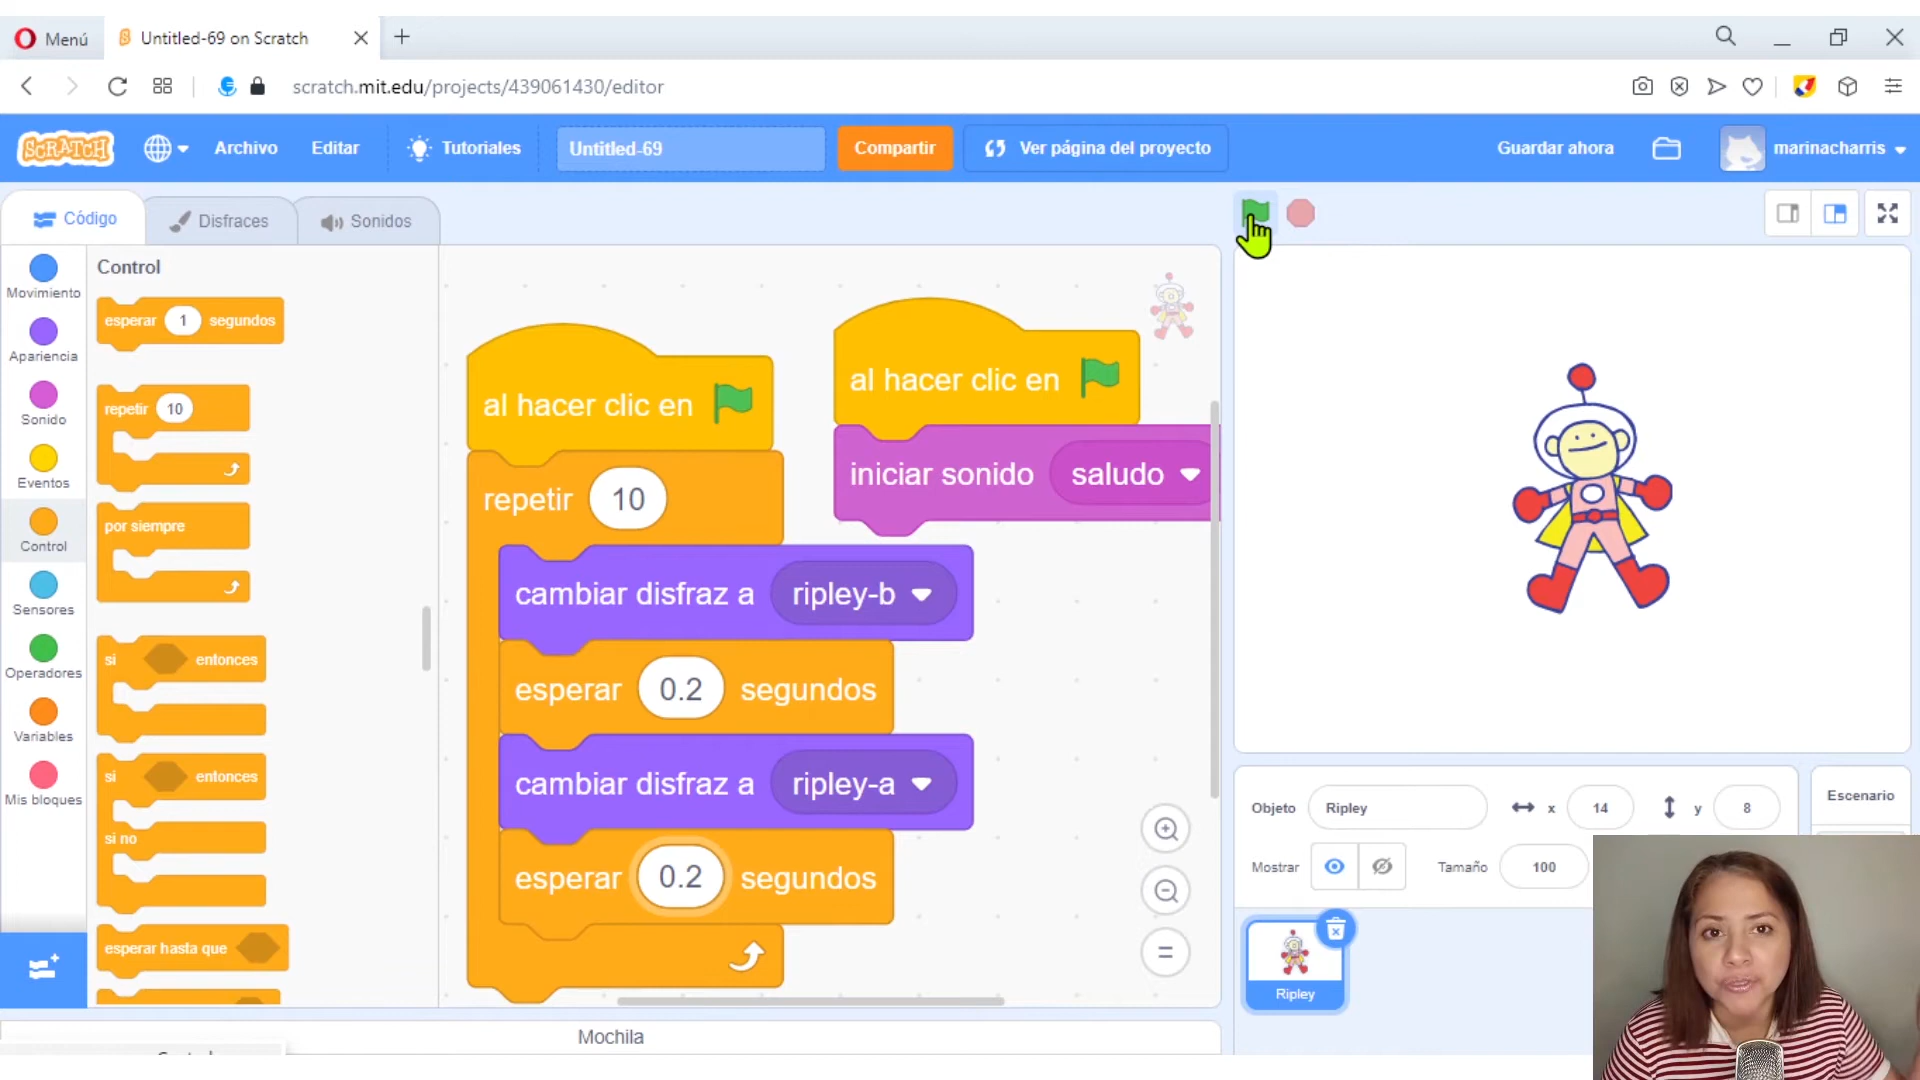 Menú
Untitled-69 on Scratch
scratch.mit.edu/projects/439061430/editor
SCRATCH
Archivo
Editar
Tutoriales
Untitled-69
Compartir
Ver página del proyecto
Guardar ahora
marinacharris
Código
Disfraces
Sonidos
Movimiento
Apariencia
Sonido
Eventos
Control
Sensores
Operadores
Variables
Mis bloques
Control
esperar 1 segundos
repetir 10
por siempre
si entonces
si entonces
si no
esperar hasta que
al hacer clic en
repetir 10
cambiar disfraz a ripley-b
esperar 0.2 segundos
cambiar disfraz a ripley-a
esperar 0.2 segundos
al hacer clic en
iniciar sonido saludo
Mochila
Objeto Ripley x 14 y 8
Mostrar Tamaño 100
Ripley
Escenario